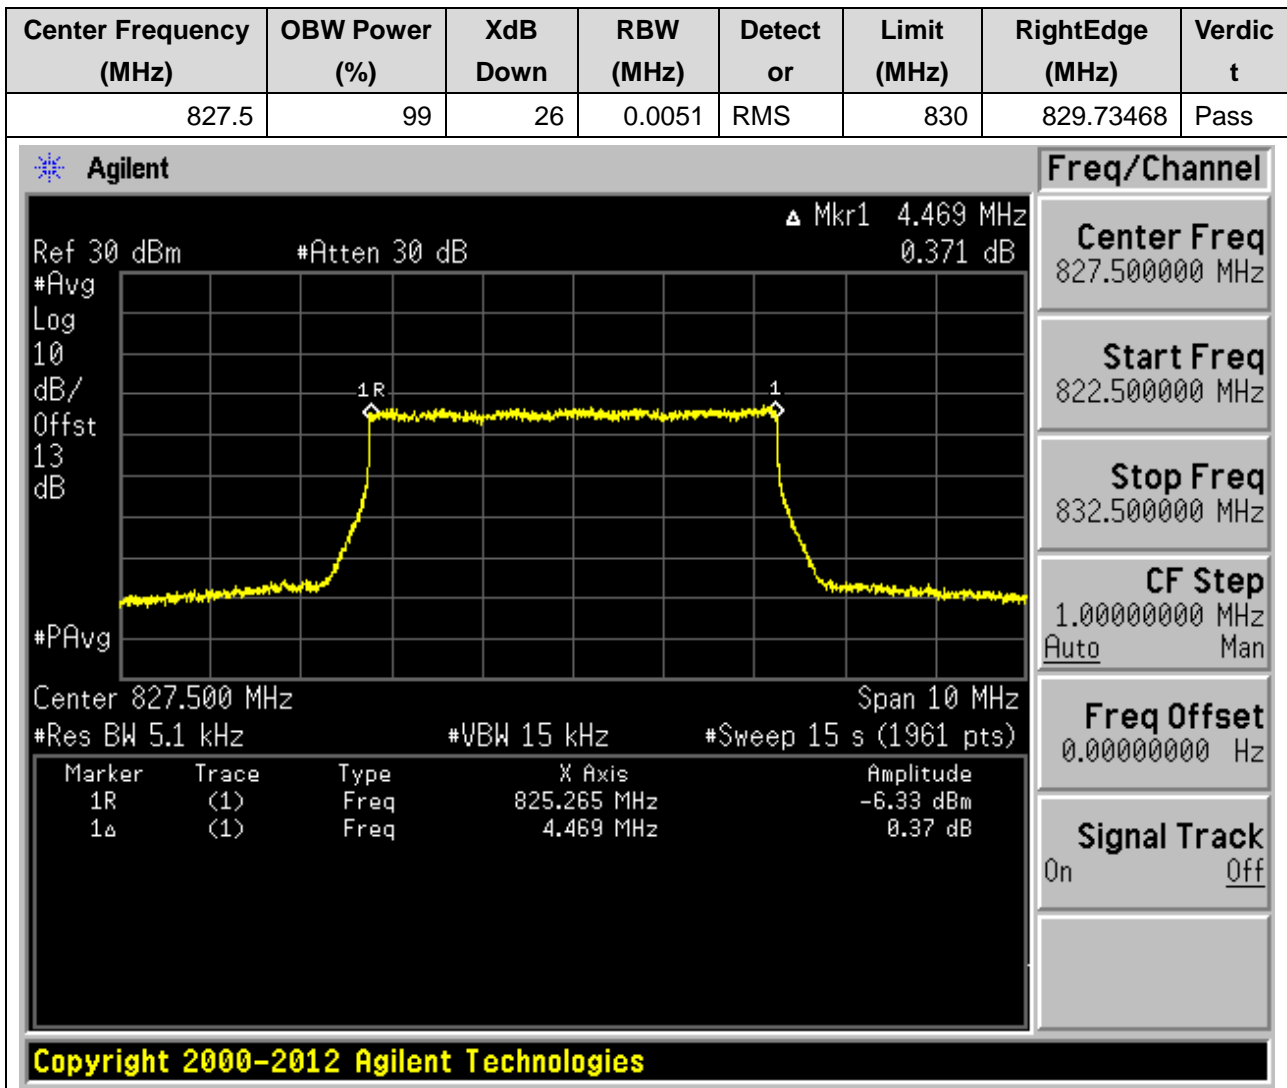 Center Frequency (MHz) OBW Power (%) XdB Down RBW (MHz) Detect or Limit (MHz) RightEdge (MHz) Verdic t
827.5 99 26 0.0051 RMS 830 829.73468 Pass
Agilent
Freq/Channel
Δ Mkr1 4.469 MHz
Ref 30 dBm #Atten 30 dB 0.371 dB
#Avg
Log
10
dB/
Offst
13
dB
#PAvg
1R
1
Center 827.500 MHz Span 10 MHz
#Res BW 5.1 kHz #VBW 15 kHz #Sweep 15 s (1961 pts)
Marker Trace Type X Axis Amplitude
1R (1) Freq 825.265 MHz -6.33 dBm
1Δ (1) Freq 4.469 MHz 0.37 dB
Center Freq
827.500000 MHz
Start Freq
822.500000 MHz
Stop Freq
832.500000 MHz
CF Step
1.00000000 MHz
Auto Man
Freq Offset
0.00000000 Hz
Signal Track
On Off
Copyright 2000-2012 Agilent Technologies